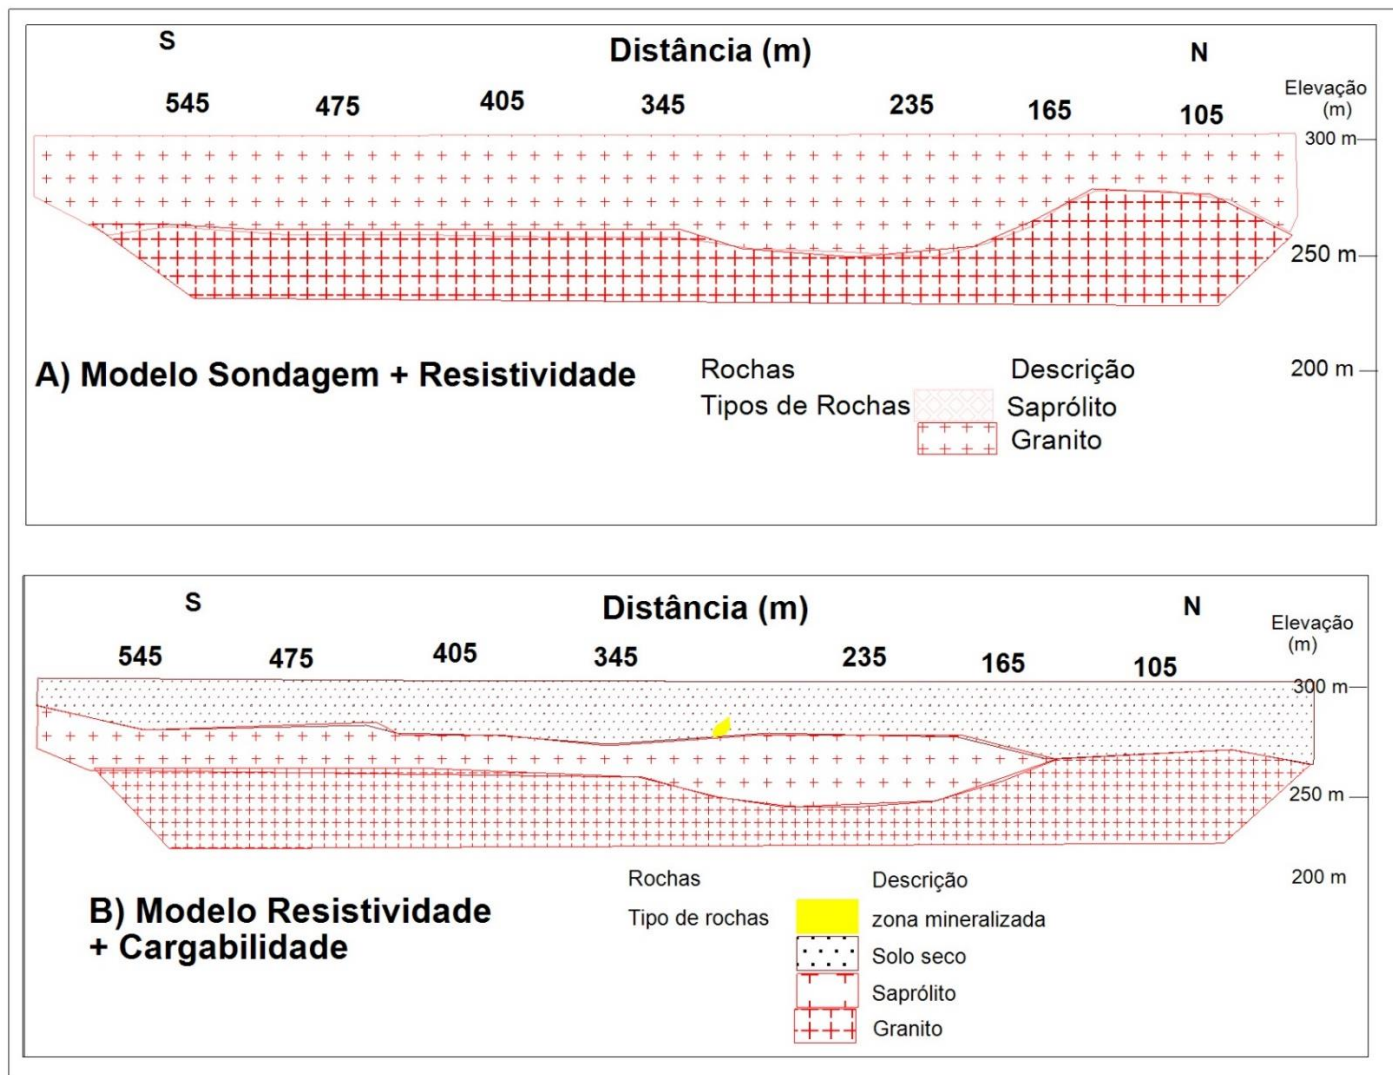 S
Distância (m)
N
545 475 405 345 235 165 105
Elevação
(m)
300 m
250 m
200 m
A) Modelo Sondagem + Resistividade
Rochas Descrição
Tipos de Rochas Saprólito
Granito
S
Distância (m)
N
545 475 405 345 235 165 105
Elevação
(m)
300 m
250 m
200 m
Rochas Descrição
Tipo de rochas zona mineralizada
B) Modelo Resistividade
+ Cargabilidade
Solo seco
Saprólito
Granito